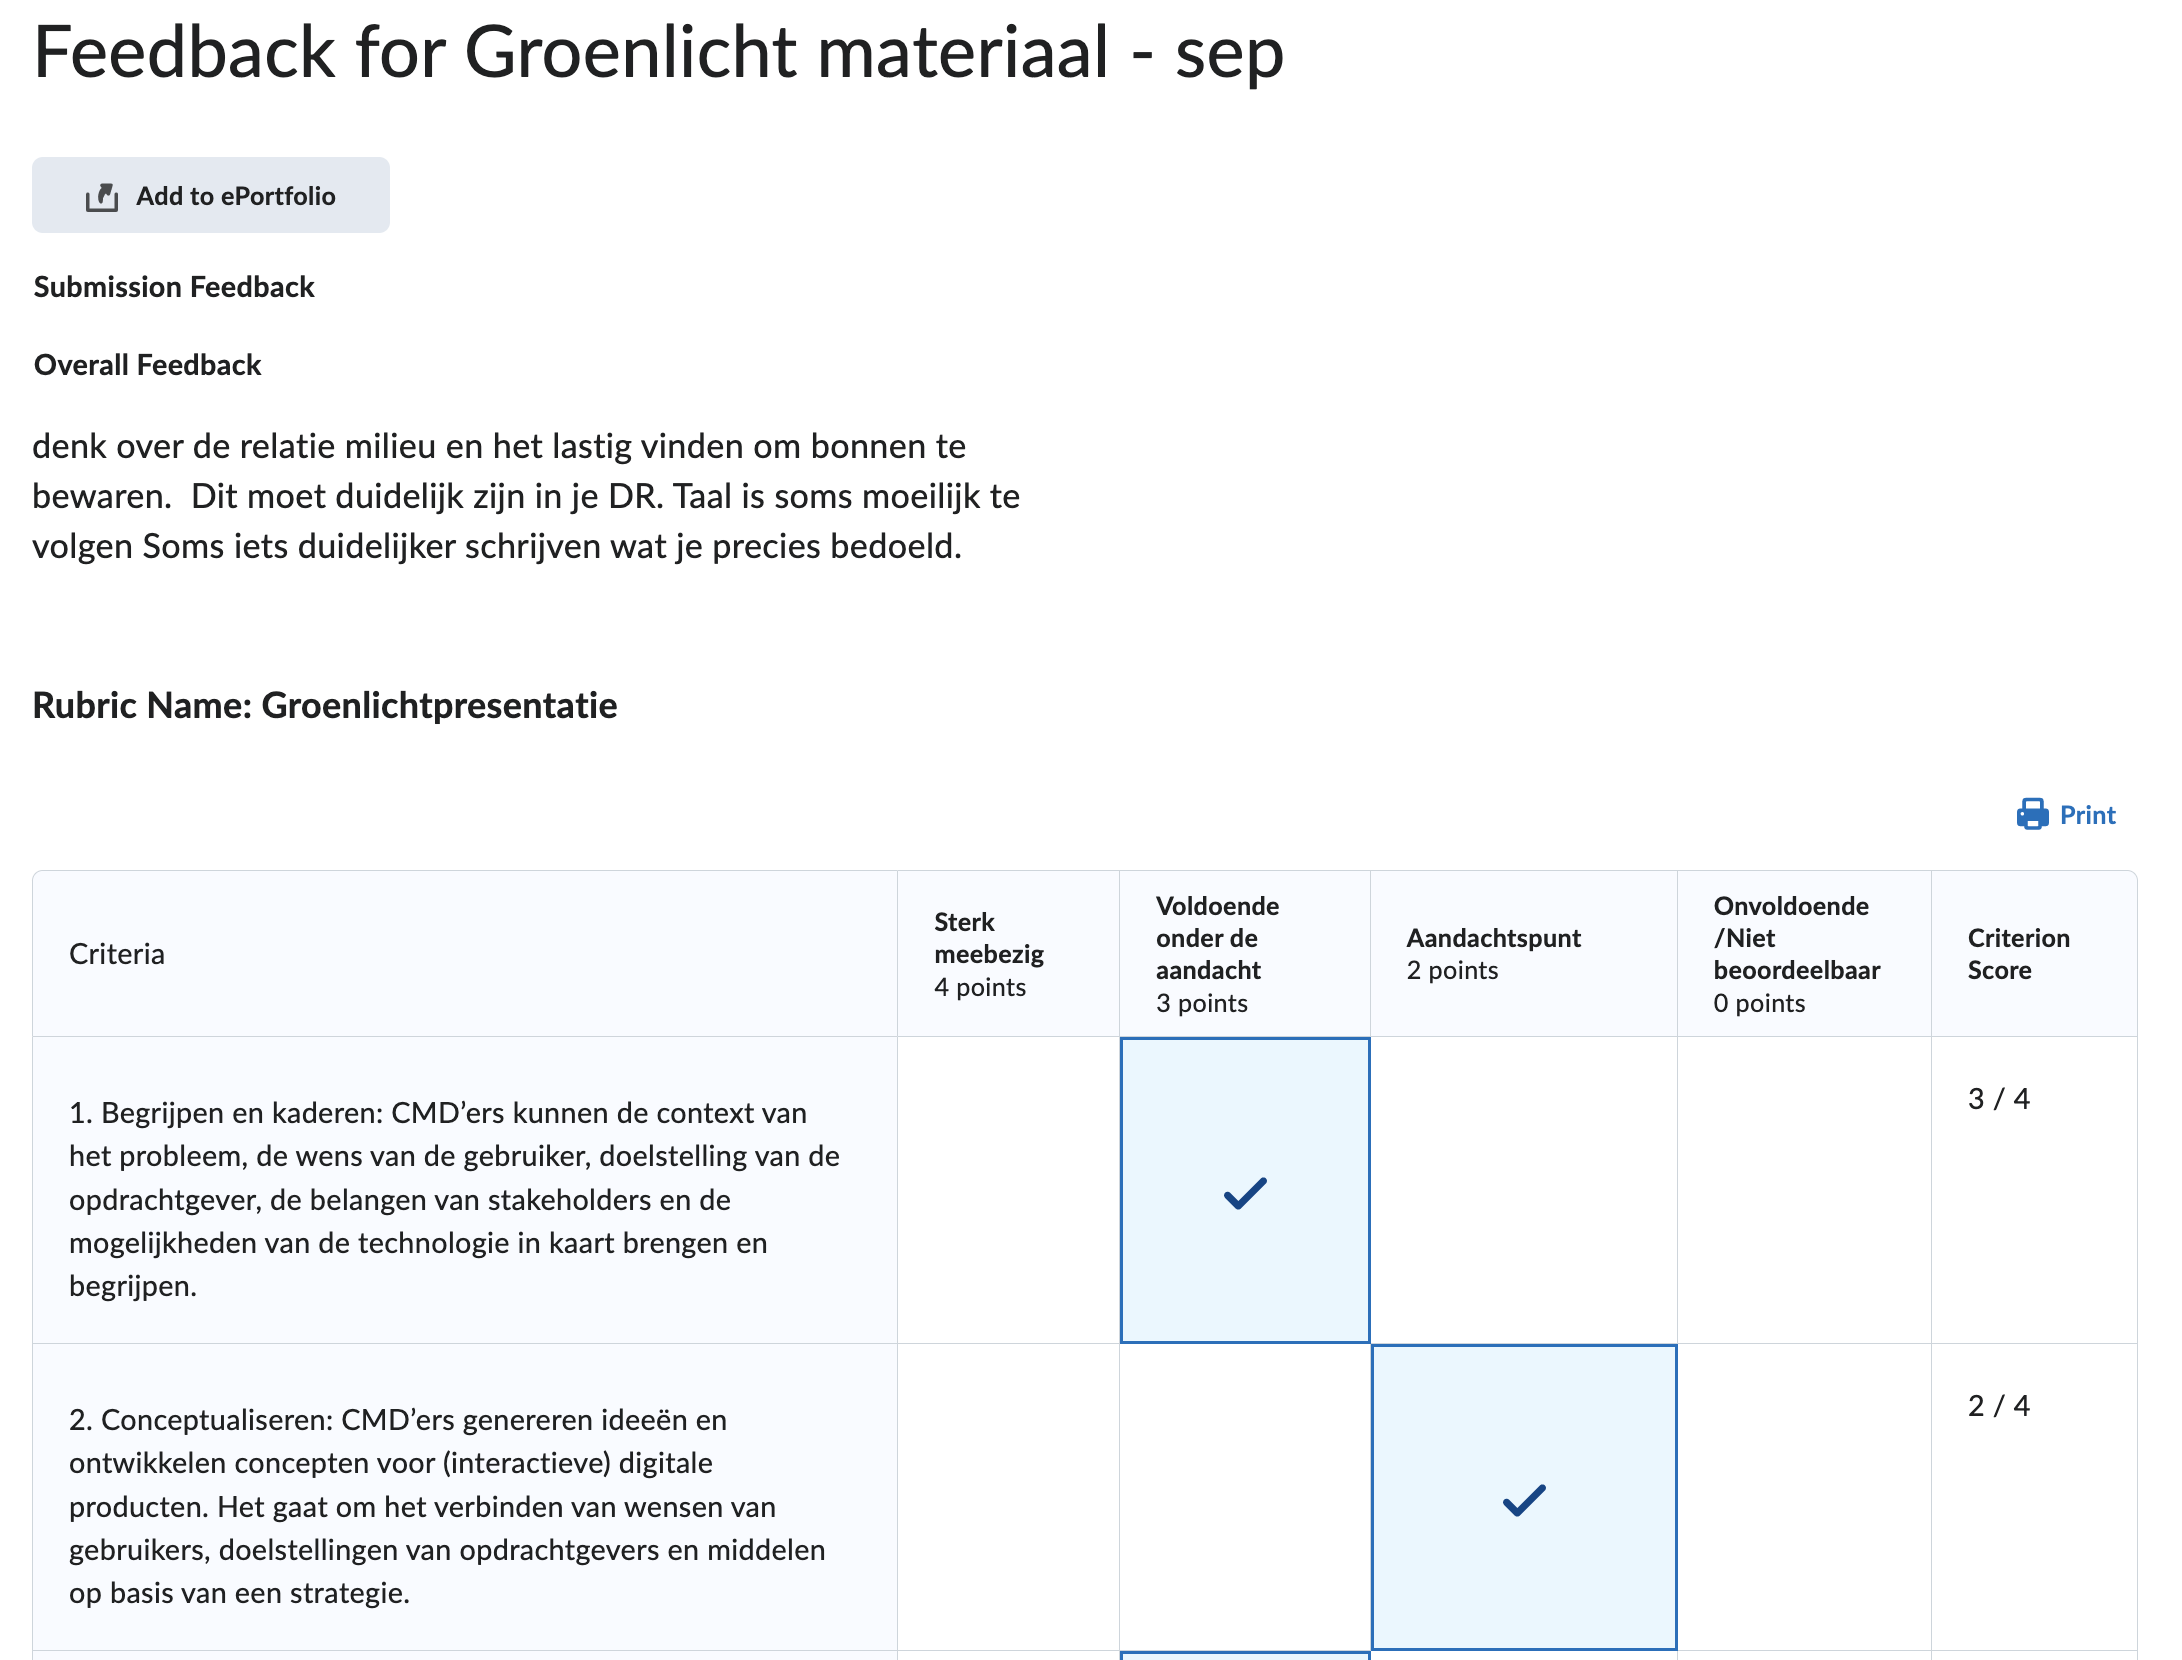 Feedback for Groenlicht materiaal - sep
Add to ePortfolio
Submission Feedback
Overall Feedback
denk over de relatie milieu en het lastig vinden om bonnen te
bewaren.  Dit moet duidelijk zijn in je DR. Taal is soms moeilijk te
volgen Soms iets duidelijker schrijven wat je precies bedoeld.
Rubric Name: Groenlichtpresentatie
Print
Criteria
Sterk
meebezig
4 points
Voldoende
onder de
aandacht
3 points
Aandachtspunt
2 points
Onvoldoende
/Niet
beoordeelbaar
0 points
Criterion
Score
1. Begrijpen en kaderen: CMD’ers kunnen de context van
het probleem, de wens van de gebruiker, doelstelling van de
opdrachtgever, de belangen van stakeholders en de
mogelijkheden van de technologie in kaart brengen en
begrijpen.
3 / 4
2. Conceptualiseren: CMD’ers genereren ideeën en
ontwikkelen concepten voor (interactieve) digitale
producten. Het gaat om het verbinden van wensen van
gebruikers, doelstellingen van opdrachtgevers en middelen
op basis van een strategie.
2 / 4